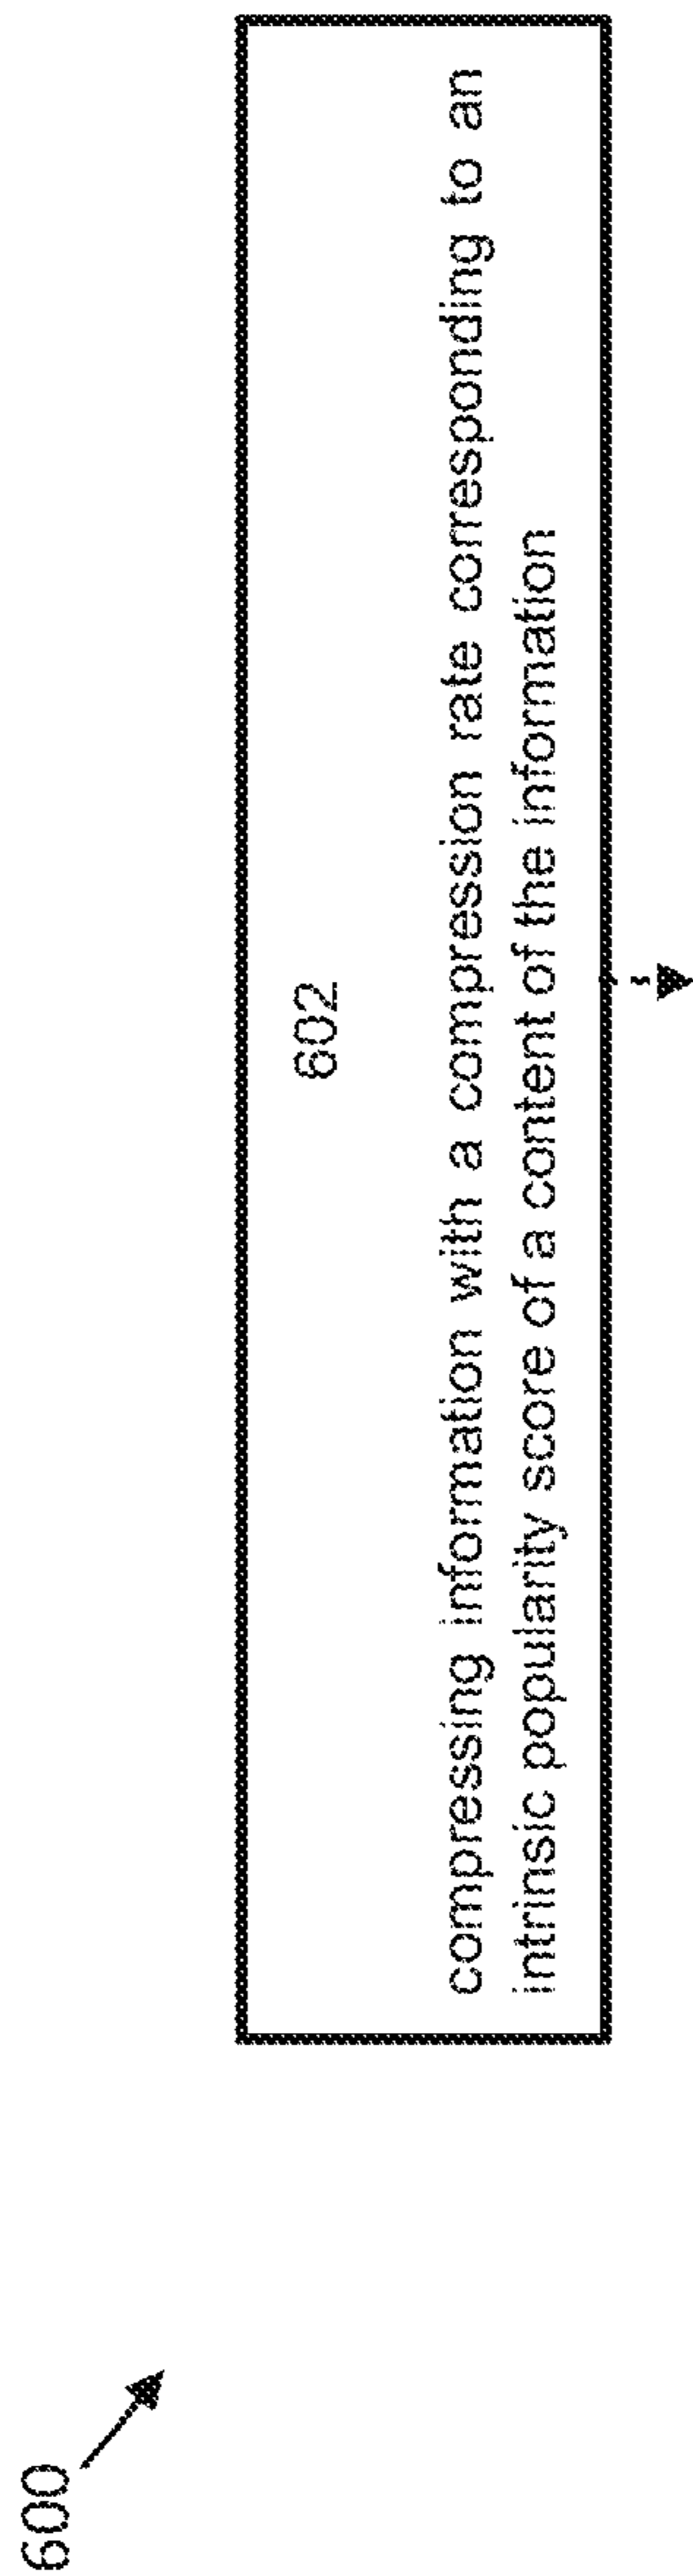 600
602
compressing information with a compression rate corresponding to an
intrinsic popularity score of a content of the information